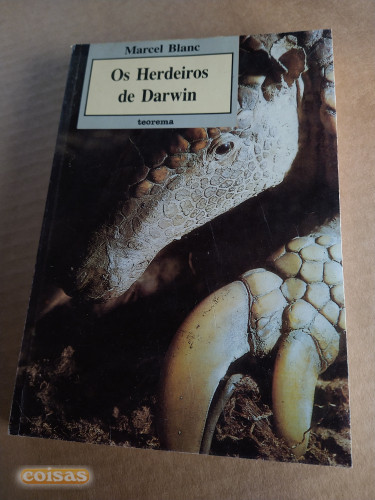 Marcel Blanc
Os Herdeiros
de Darwin
teorema
coisas